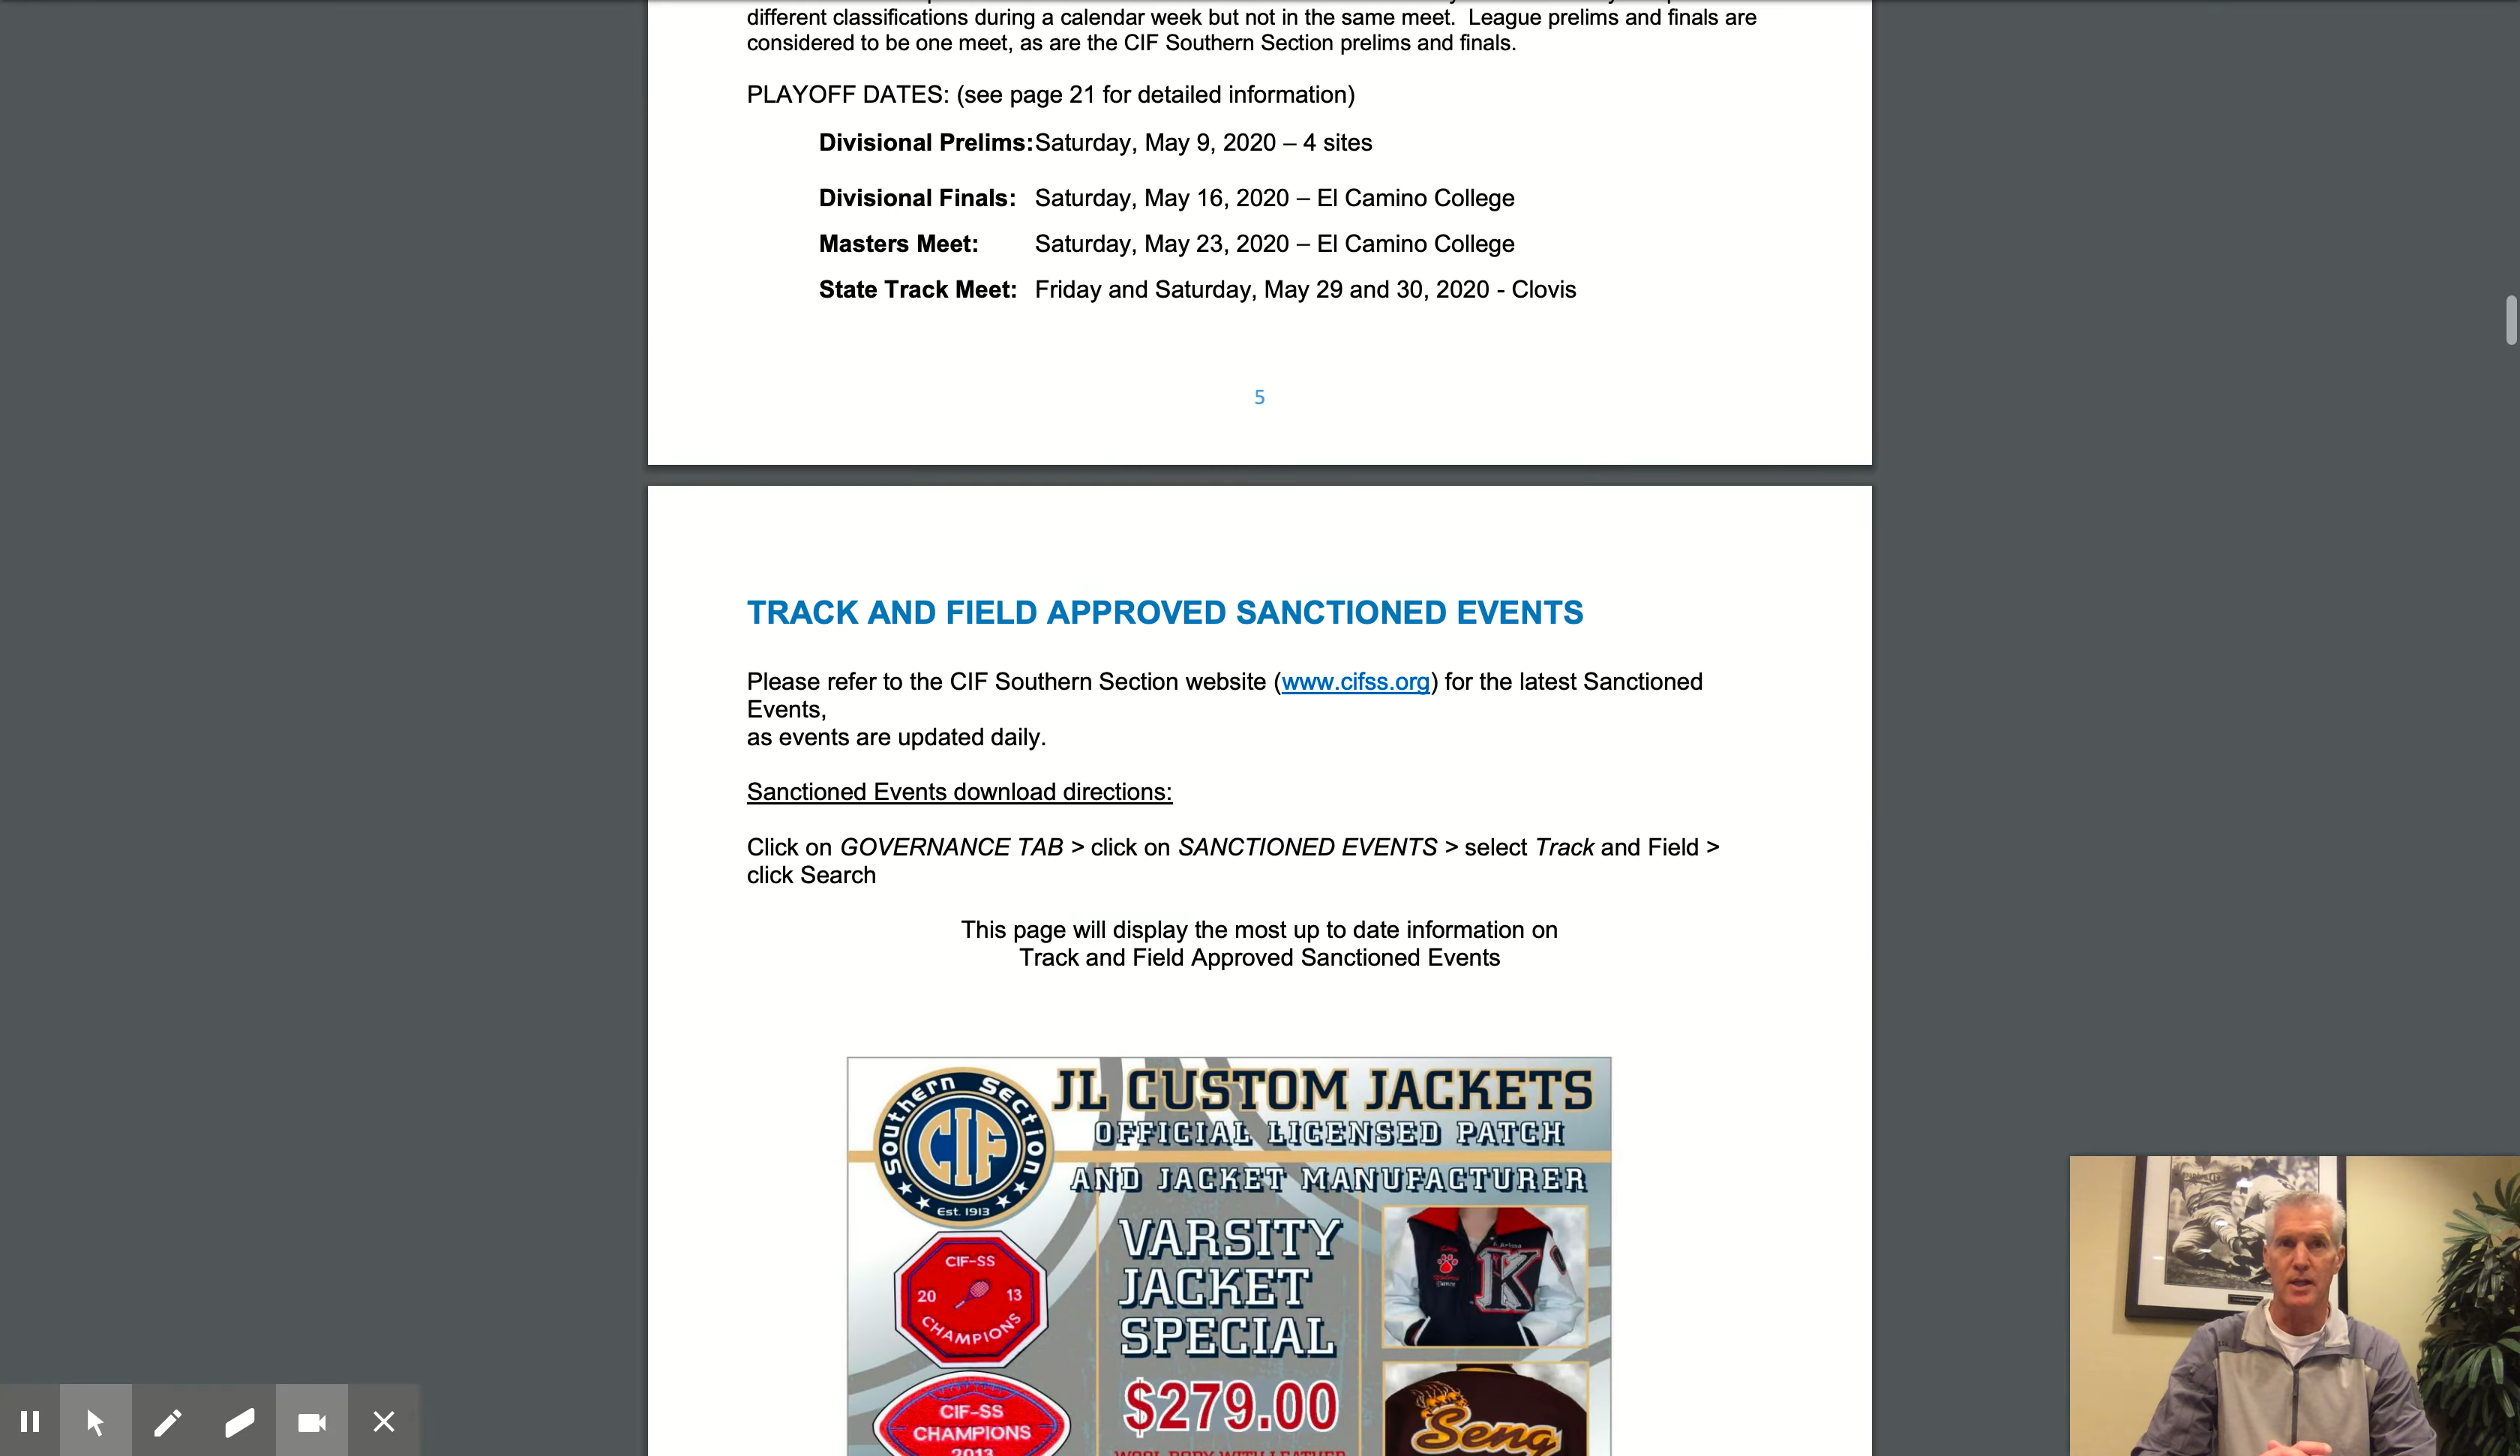 different classifications during a calendar week but not in the same meet.  League prelims and finals are
considered to be one meet, as are the CIF Southern Section prelims and finals.
PLAYOFF DATES: (see page 21 for detailed information)
Divisional Prelims: Saturday, May 9, 2020 – 4 sites
Divisional Finals: Saturday, May 16, 2020 – El Camino College
Masters Meet: Saturday, May 23, 2020 – El Camino College
State Track Meet: Friday and Saturday, May 29 and 30, 2020 - Clovis
5
TRACK AND FIELD APPROVED SANCTIONED EVENTS
Please refer to the CIF Southern Section website (www.cifss.org) for the latest Sanctioned
Events,
as events are updated daily.
Sanctioned Events download directions:
Click on GOVERNANCE TAB > click on SANCTIONED EVENTS > select Track and Field >
click Search
This page will display the most up to date information on
Track and Field Approved Sanctioned Events
Southern Section
CIF
Est. 1913
JL CUSTOM JACKETS
OFFICIAL LICENSED PATCH
AND JACKET MANUFACTURER
CIF-SS
20 13
CHAMPIONS
VARSITY
JACKET
SPECIAL
$279.00
WOOL BODY WITH LEATHER
K
CIF-SS
CHAMPIONS
2013
Seng